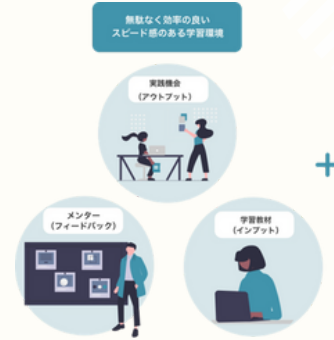 無駄なく効率の良い
スピード感のある学習環境
実践機会
（アウトプット）
メンター
（フィードバック）
学習教材
（インプット）
+